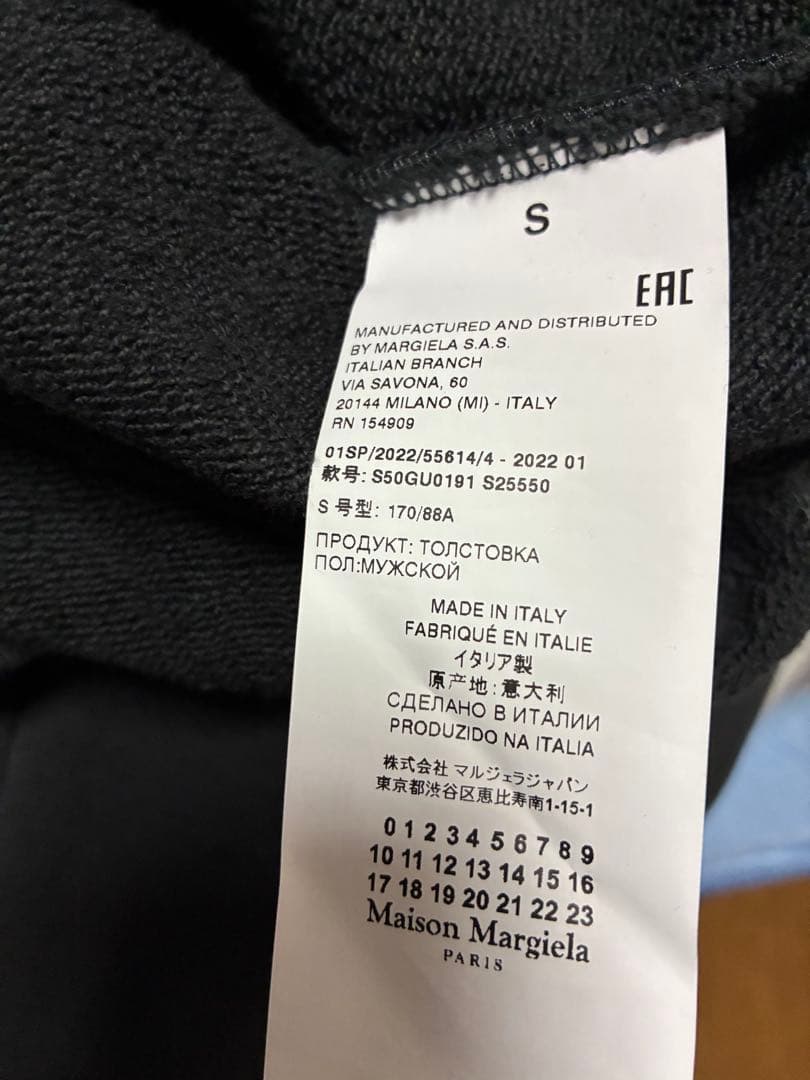 S
EAC
MANUFACTURED AND DISTRIBUTED
BY MARGIELA S.A.S.
ITALIAN BRANCH
VIA SAVONA, 60
20144 MILANO (MI) - ITALY
RN 154909
01SP/2022/55614/4 - 2022 01
款号: S50GU0191 S25550
S 号型: 170/88A
ПРОДУКТ: ТОЛСТОВКА
ПОЛ:МУЖСКОЙ
MADE IN ITALY
FABRIQUÉ EN ITALIE
イタリア製
原产地: 意大利
СДЕЛАНО В ИТАЛИИ
PRODUZIDO NA ITALIA
株式会社 マルジェラジャパン
東京都渋谷区恵比寿南1-15-1
0 1 2 3 4 5 6 7 8 9
10 11 12 13 14 15 16
17 18 19 20 21 22 23
Maison Margiela
PARIS